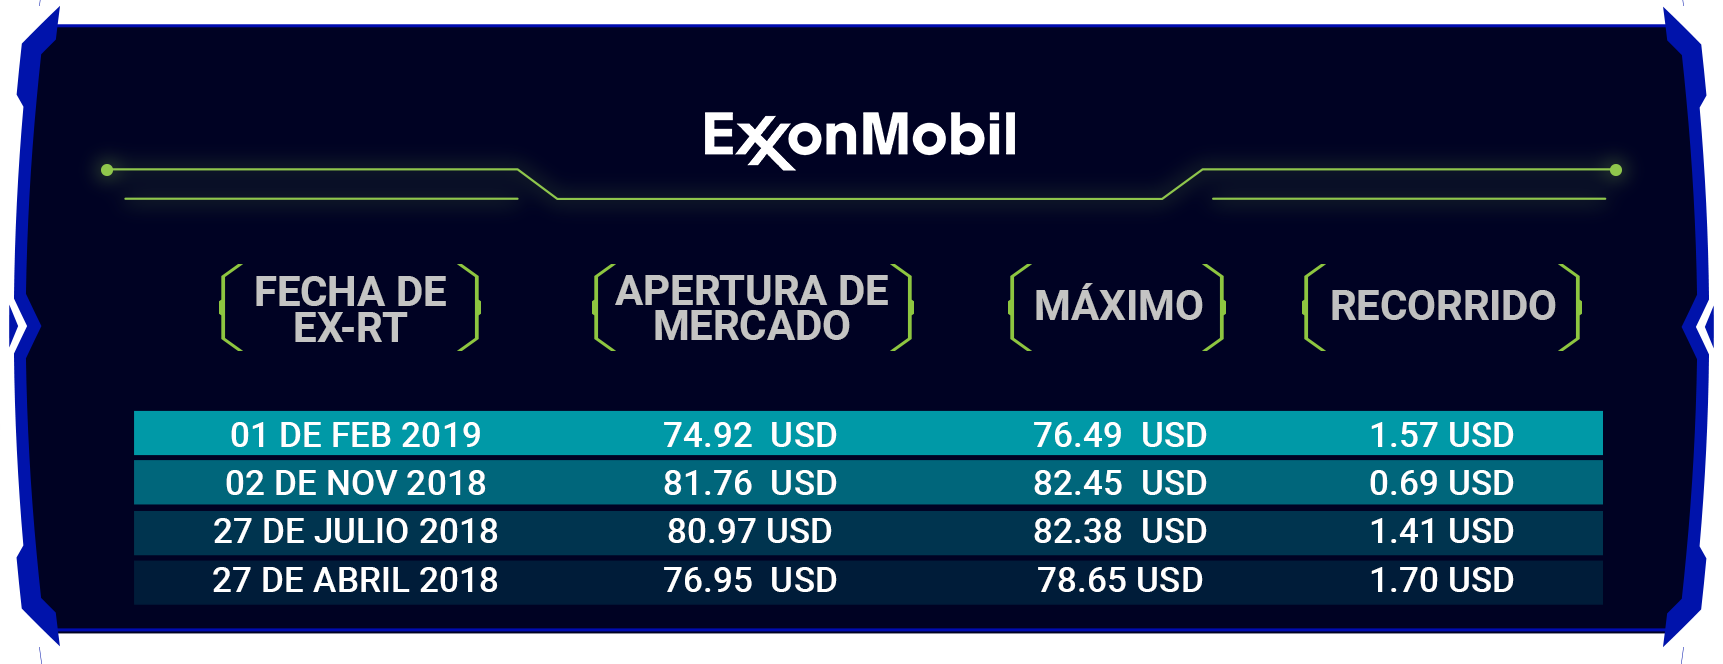 ExxonMobil
FECHA DE
EX-RT
APERTURA DE
MERCADO
MÁXIMO
RECORRIDO
01 DE FEB 2019 74.92 USD 76.49 USD 1.57 USD
02 DE NOV 2018 81.76 USD 82.45 USD 0.69 USD
27 DE JULIO 2018 80.97 USD 82.38 USD 1.41 USD
27 DE ABRIL 2018 76.95 USD 78.65 USD 1.70 USD